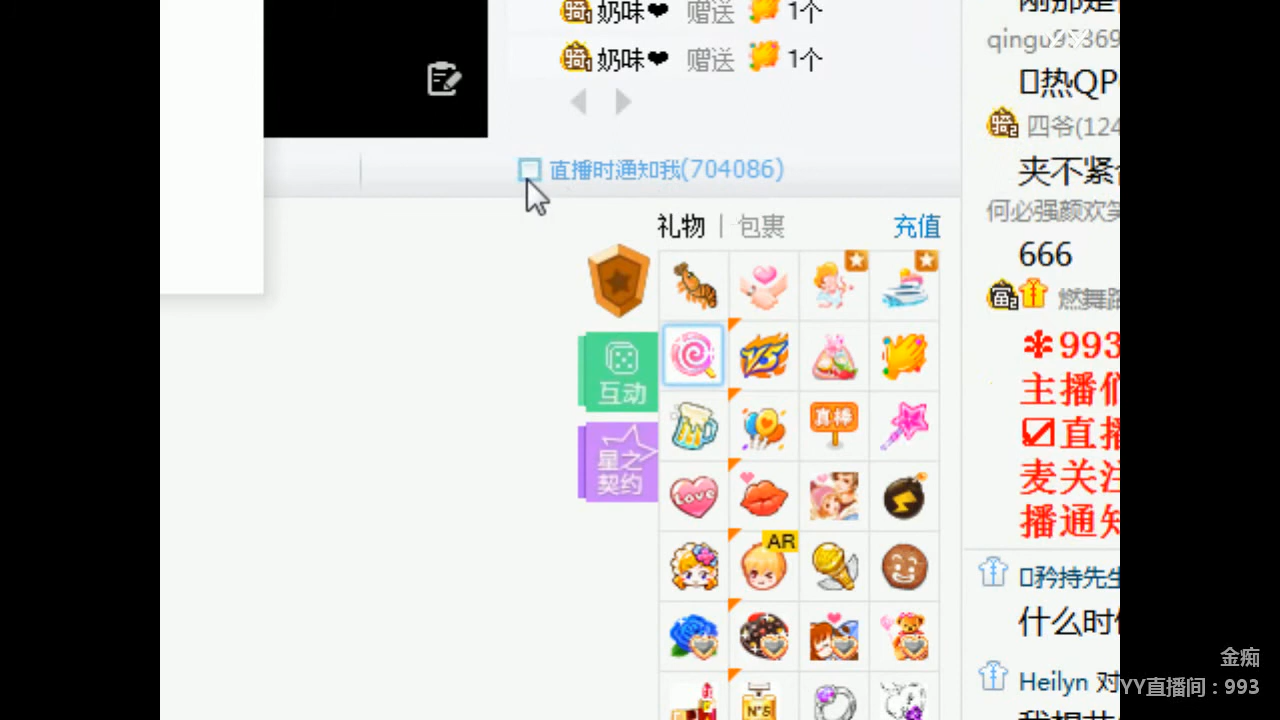 奶味❤ 赠送 1个
奶味❤ 赠送 1个
直播时通知我(704086)
礼物 | 包裹
充值
互动
星之
契约
真棒
Love
AR
N°5
热QP
四爷(124
夹不紧
何必强颜欢笑
666
燃舞
993
主播们
直播
麦关注
播通知
矜持先生
什么时
Heilyn 对
金痴
YY直播间：993